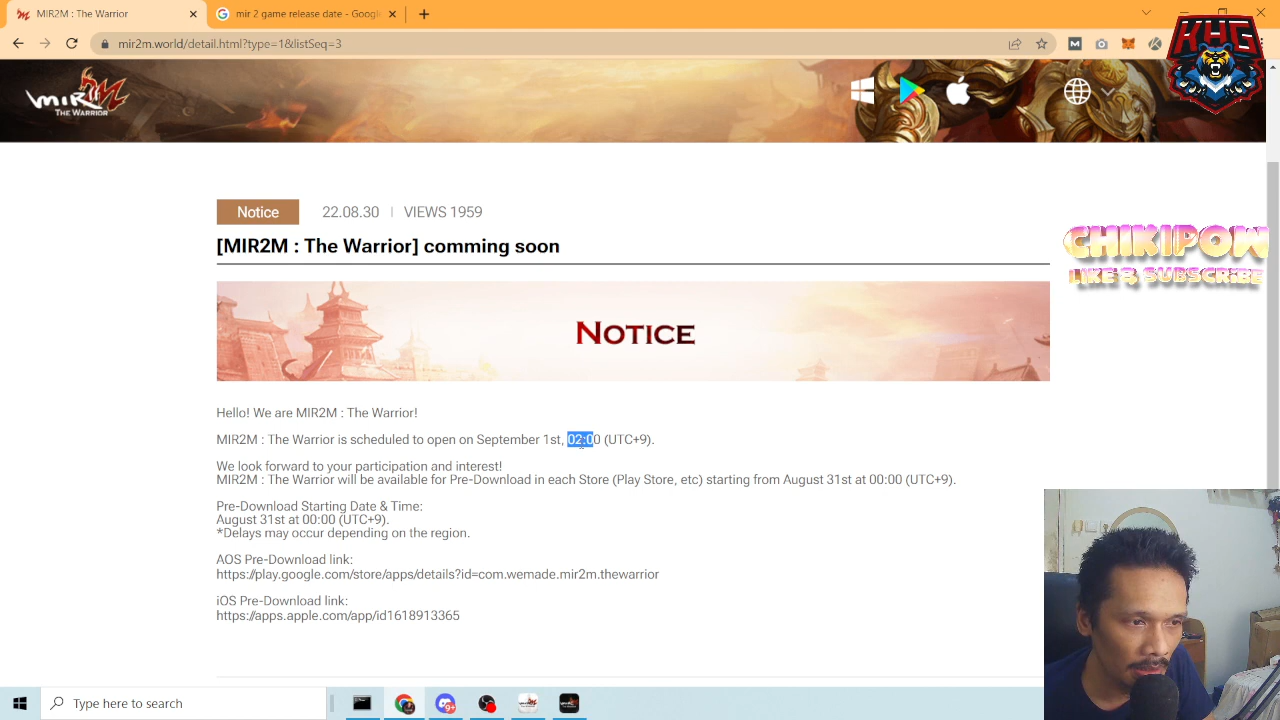 MIR2M : The Warrior
2m game release date - Google
mir2m.world/detail.html?type=1&listSeq=3
KHG
MIR2M
THE WARRIOR
Notice 22.08.30 | VIEWS 1959
[MIR2M : The Warrior] comming soon
CHIKIPOW
LIKE & SUBSCRIBE
NOTICE
Hello! We are MIR2M : The Warrior!
MIR2M : The Warrior is scheduled to open on September 1st, 02:00 (UTC+9).
We look forward to your participation and interest!
MIR2M : The Warrior will be available for Pre-Download in each Store (Play Store, etc) starting from August 31st at 00:00 (UTC+9).
Pre-Download Starting Date & Time:
August 31st at 00:00 (UTC+9).
*Delays may occur depending on the region.
AOS Pre-Download link:
https://play.google.com/store/apps/details?id=com.wemade.mir2m.thewarrior
iOS Pre-Download link:
https://apps.apple.com/app/id1618913365
Type here to search
9+